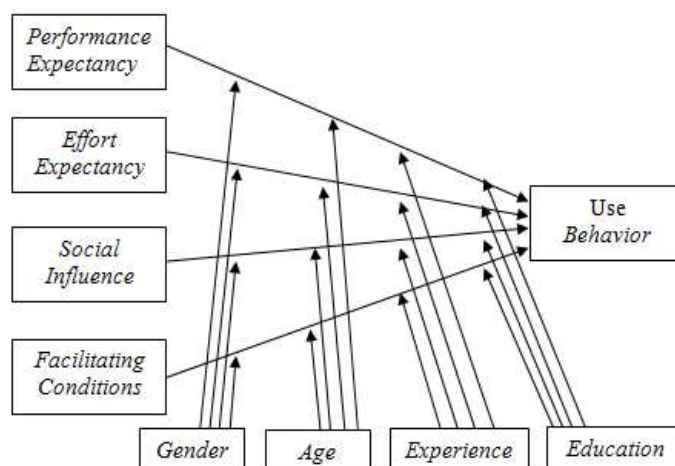 Performance
Expectancy
Effort
Expectancy
Use
Behavior
Social
Influence
Facilitating
Conditions
Gender
Age
Experience
Education